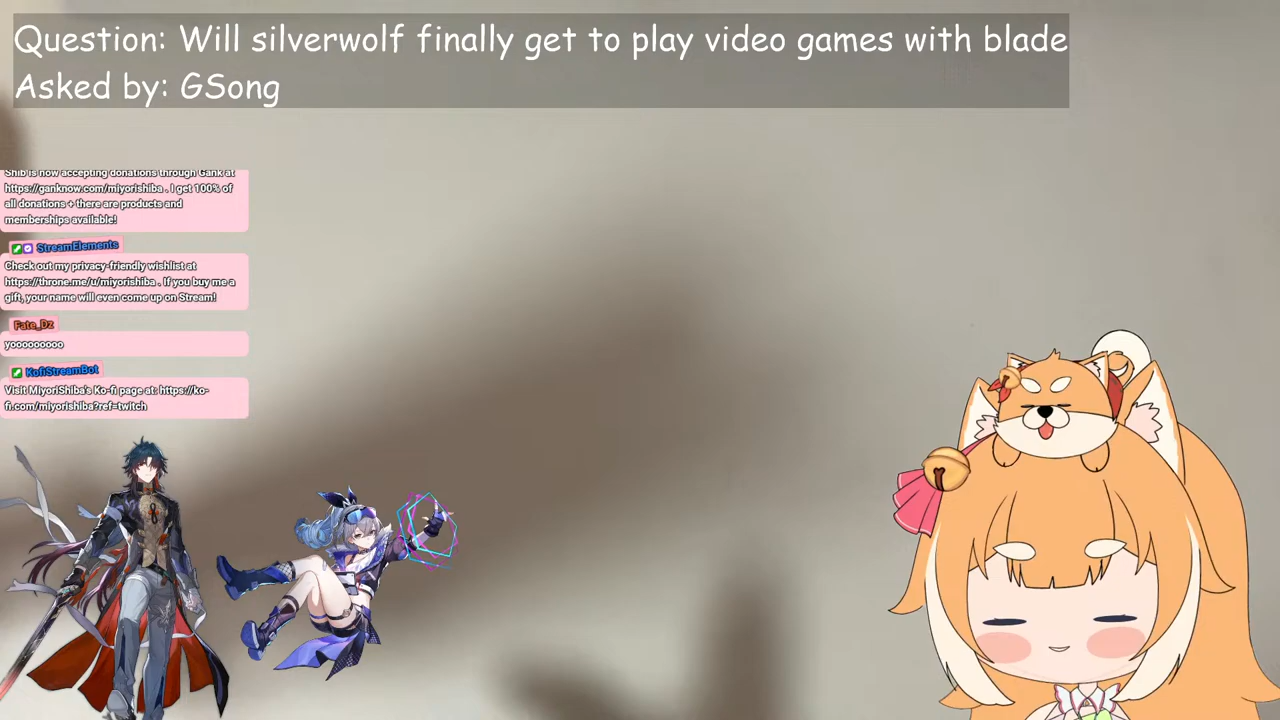 Question: Will silverwolf finally get to play video games with blade
Asked by: GSong
Shib is now accepting donations through Gank at
https://ganknow.com/miyorishiba . I get 100% of
all donations + there are products and
memberships available!
StreamElements
Check out my privacy-friendly wishlist at
https://throne.me/u/miyorishiba . If you buy me a
gift, your name will even come up on Stream!
Fate_Dz
yooooooooo
KofiStreamBot
Visit MiyoriShiba's Ko-fi page at: https://ko-
fi.com/miyorishiba?ref=twitch